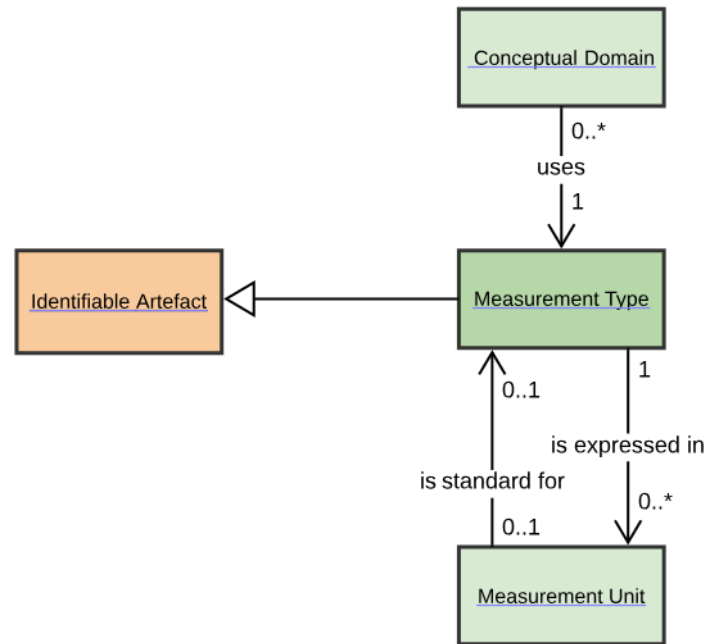 Conceptual Domain
0..*
uses
1
Identifiable Artefact
Measurement Type
0..1
1
is expressed in
is standard for
0..*
0..1
Measurement Unit